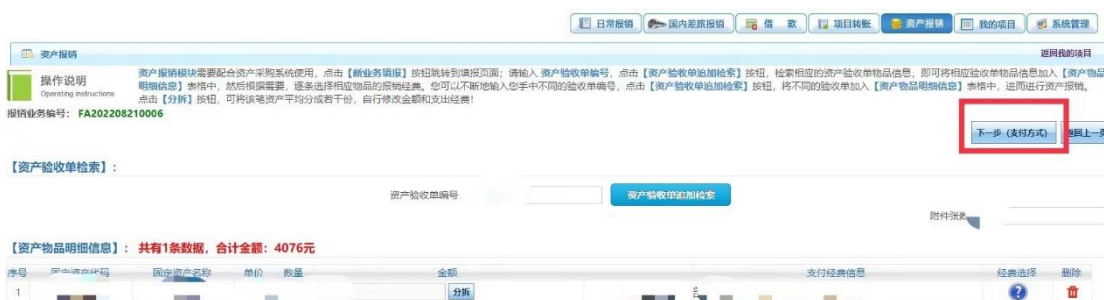 日常报销 国内差旅报销 借 款 项目转账 资产报销 我的项目 系统管理
资产报销 返回我的项目
操作说明
Operating instructions
资产报销模块需要配合资产采购系统使用，点击【新业务填报】按钮跳转到填报页面；请输入 资产验收单编号，点击【资产验收单追加检索】按钮，检索相应的资产验收单物品信息，即可将相应验收单物品信息加入【资产物品
明细信息】表格中，然后根据需要，逐条选择相应物品的报销经费。您可以不断地输入您手中不同的验收单编号，点击【资产验收单追加检索】按钮，将不同的验收单加入【资产物品明细信息】表格中，进而进行资产报销。
点击【分拆】按钮，可将该笔资产平均分成若干份，自行修改金额和支出经费！
报销业务编号： FA202208210006
下一步（支付方式） 返回上一页
【资产验收单检索】：
资产验收单编号 资产验收单追加检索
附件张
【资产物品明细信息】： 共有1条数据，合计金额：4076元
序号 固定资产代码 固定资产名称 单价 数量 金额 支付经费信息 经费选择 删除
1 分拆